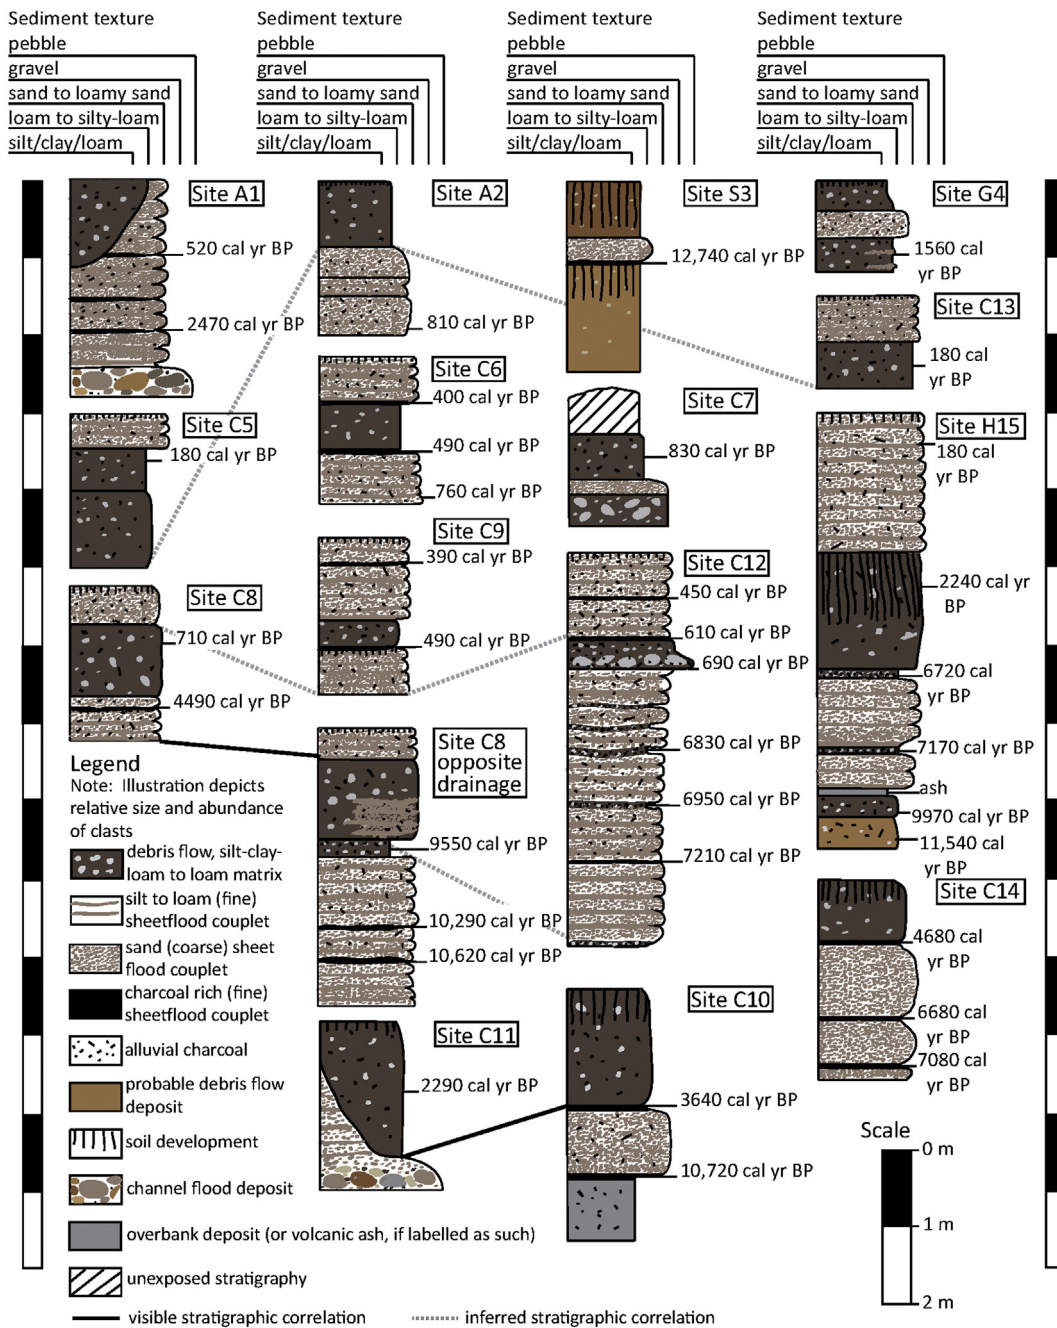 Sediment texture
pebble
gravel
sand to loamy sand
loam to silty-loam
silt/clay/loam
Sediment texture
pebble
gravel
sand to loamy sand
loam to silty-loam
silt/clay/loam
Sediment texture
pebble
gravel
sand to loamy sand
loam to silty-loam
silt/clay/loam
Sediment texture
pebble
gravel
sand to loamy sand
loam to silty-loam
silt/clay/loam
Site A1
520 cal yr BP
2470 cal yr BP
Site C5
180 cal yr BP
Site C8
710 cal yr BP
4490 cal yr BP
Site A2
810 cal yr BP
Site C6
400 cal yr BP
490 cal yr BP
760 cal yr BP
Site C9
390 cal yr BP
490 cal yr BP
Site C8
opposite
drainage
9550 cal yr BP
10,290 cal yr BP
10,620 cal yr BP
Site C11
2290 cal yr BP
Site S3
12,740 cal yr BP
Site C7
830 cal yr BP
Site C12
450 cal yr BP
610 cal yr BP
690 cal yr BP
6830 cal yr BP
6950 cal yr BP
7210 cal yr BP
Site C10
3640 cal yr BP
10,720 cal yr BP
Site G4
1560 cal
yr BP
Site C13
180 cal
yr BP
Site H15
180 cal
yr BP
2240 cal yr
BP
6720 cal
yr BP
7170 cal yr BP
ash
9970 cal yr BP
11,540 cal
yr BP
Site C14
4680 cal
yr BP
6680 cal
yr BP
7080 cal
yr BP
Legend
Note: Illustration depicts
relative size and abundance
of clasts
debris flow, silt-clay-
loam to loam matrix
silt to loam (fine)
sheetflood couplet
sand (coarse) sheet
flood couplet
charcoal rich (fine)
sheetflood couplet
alluvial charcoal
probable debris flow
deposit
soil development
channel flood deposit
overbank deposit (or volcanic ash, if labelled as such)
unexposed stratigraphy
visible stratigraphic correlation
inferred stratigraphic correlation
Scale
0 m
1 m
2 m